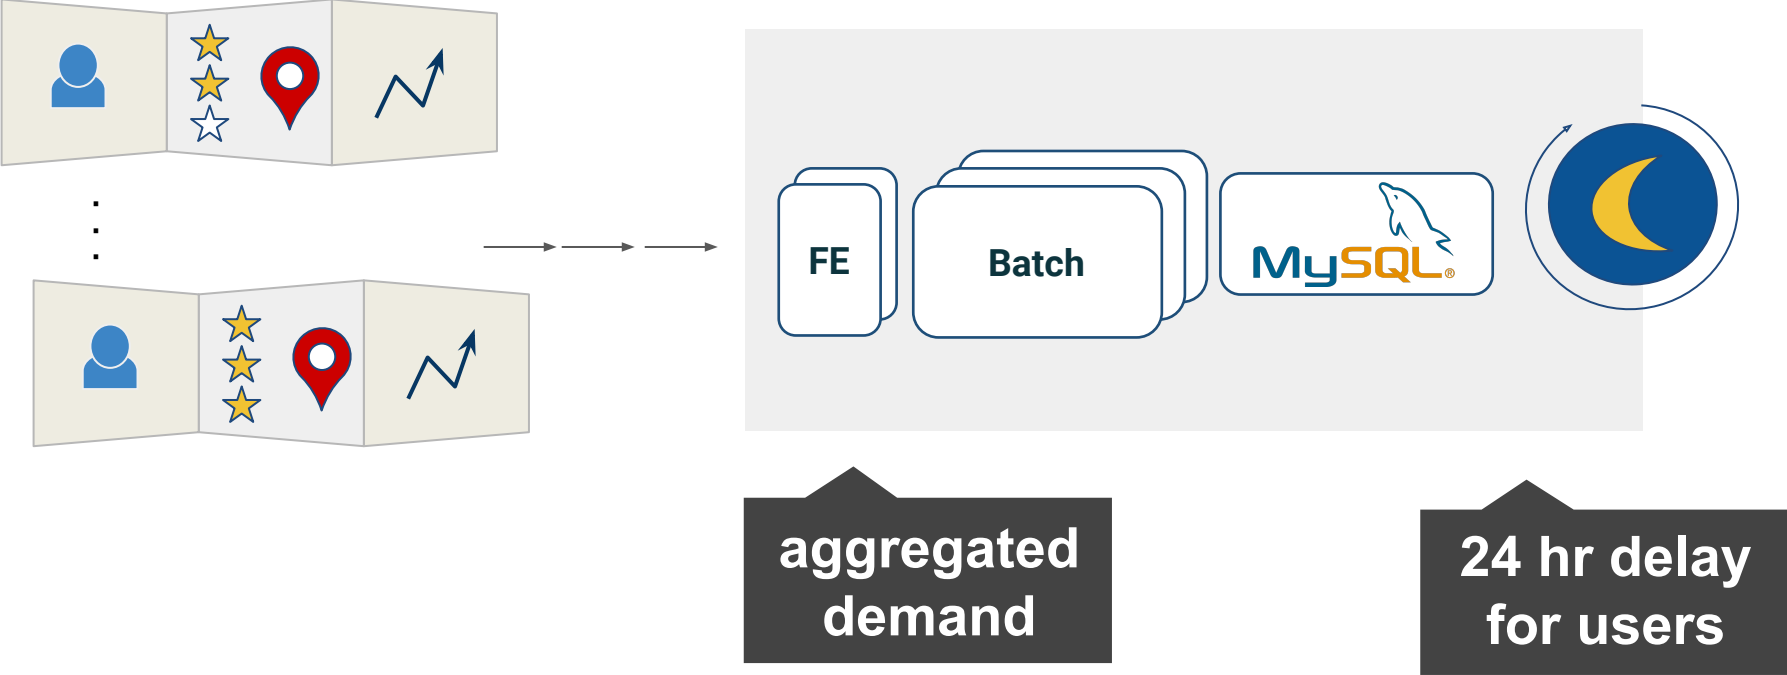 FE
Batch
MySQL®
aggregated
demand
24 hr delay
for users